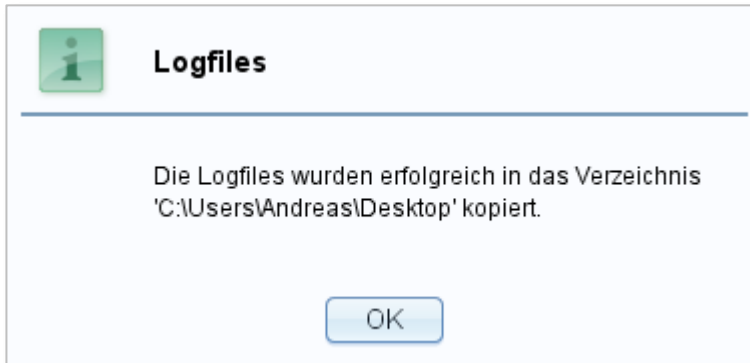 Logfiles
Die Logfiles wurden erfolgreich in das Verzeichnis
'C:\Users\Andreas\Desktop' kopiert.
OK